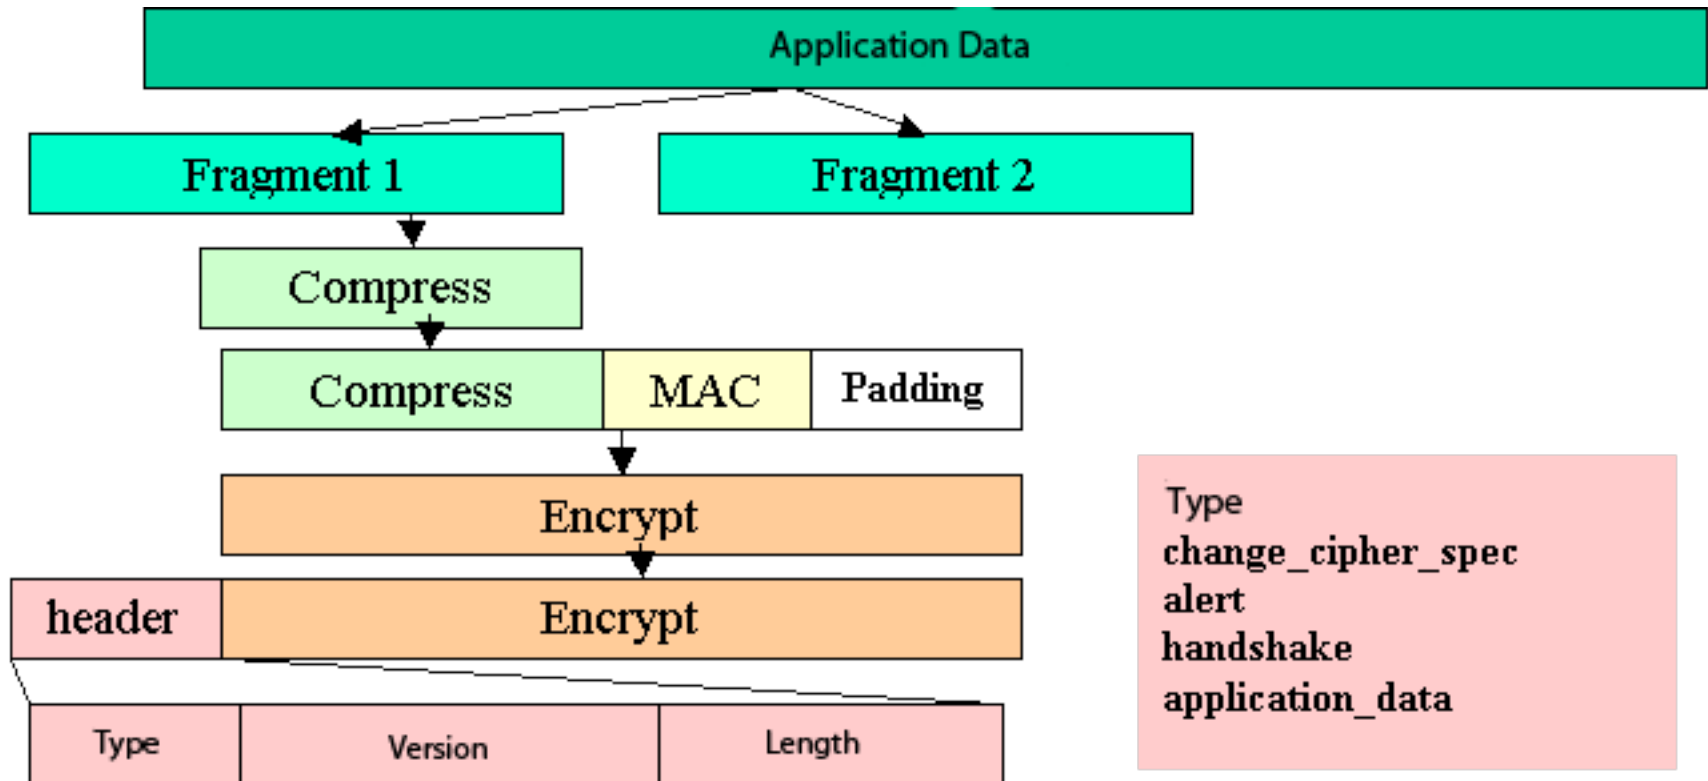 Application Data
Fragment 1
Fragment 2
Compress
Compress
MAC
Padding
Encrypt
header
Encrypt
Type
Version
Length
Type
change_cipher_spec
alert
handshake
application_data